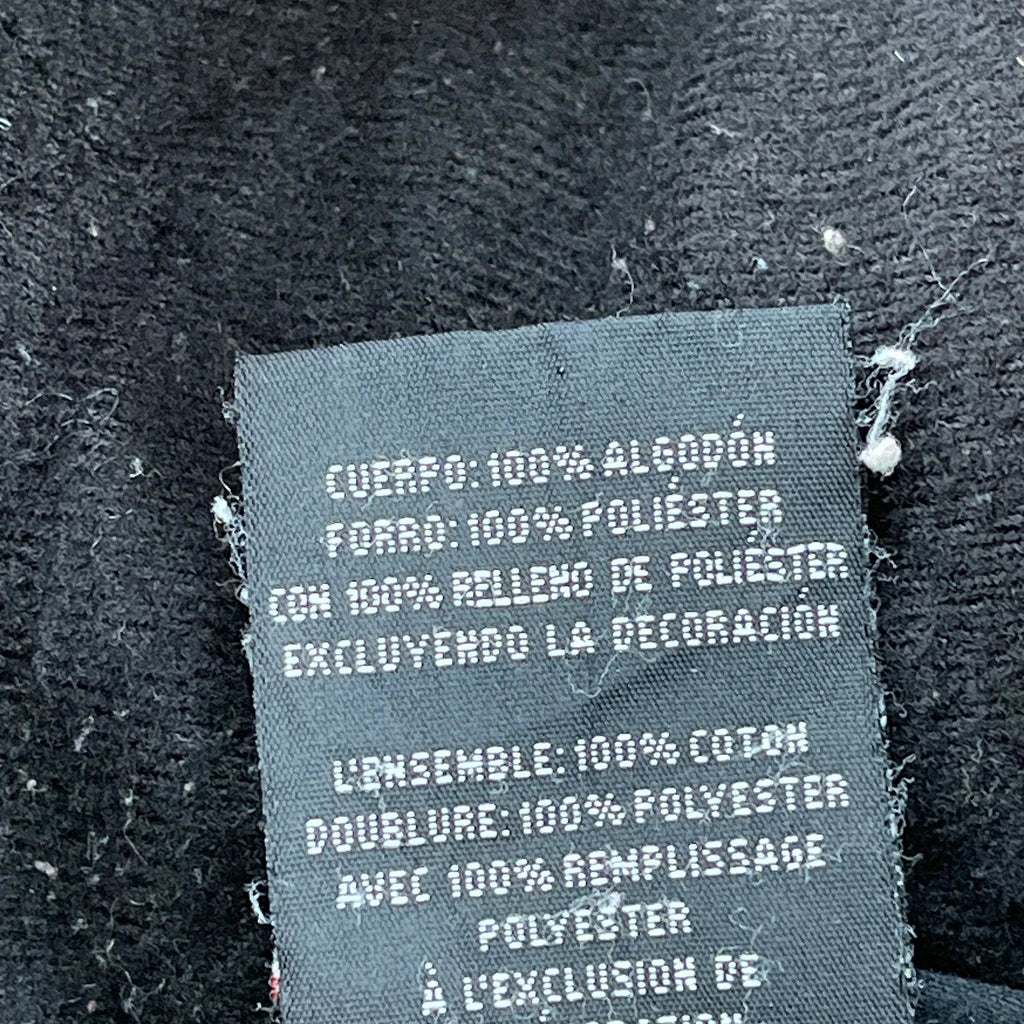 CUERPO: 100% ALGODÓN
FORRO: 100% POLIÉSTER
CON 100% RELLENO DE POLIÉSTER
EXCLUYENDO LA DECORACIÓN
L'ENSEMBLE: 100% COTON
DOUBLURE: 100% POLYESTER
AVEC 100% REMPLISSAGE
POLYESTER
À L'EXCLUSION DE